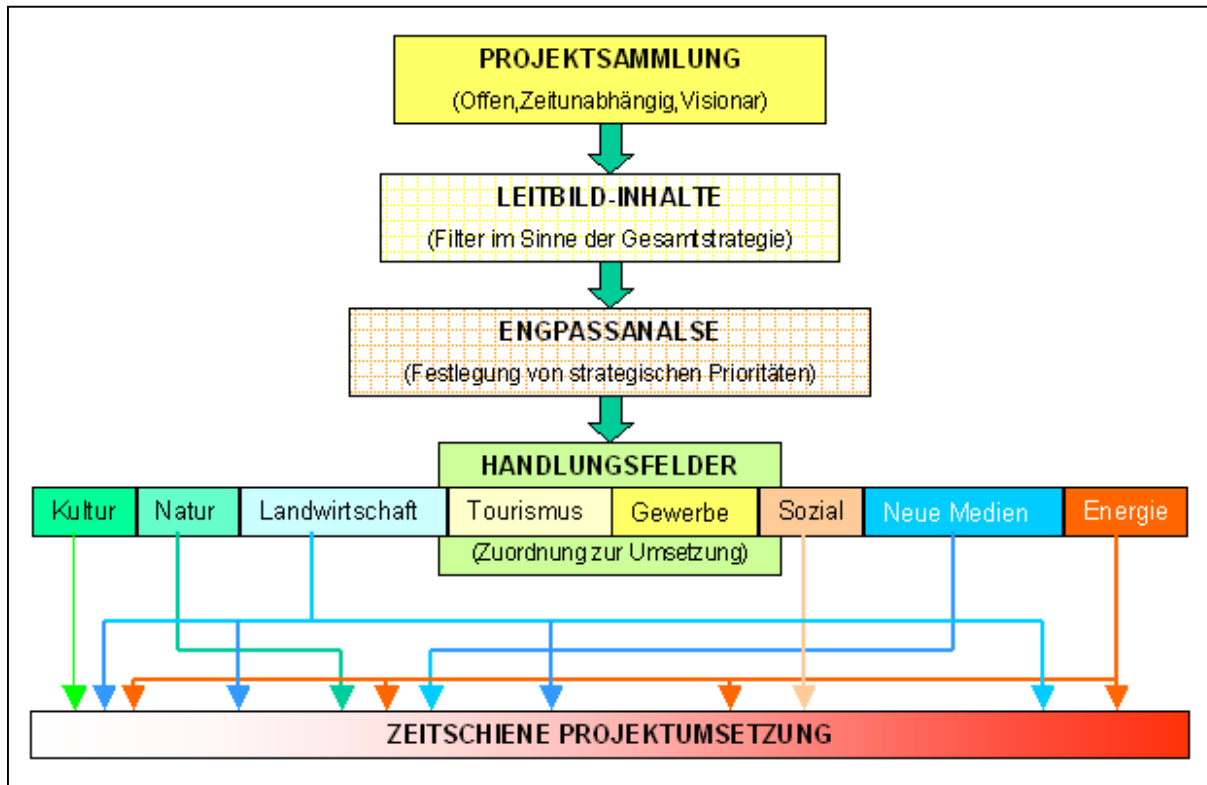 PROJEKTSAMMLUNG
(Offen,Zeitunabhängig,Visionar)
LEITBILD-INHALTE
(Filter im Sinne der Gesamtstrategie)
ENGPASSANALSE
(Festlegung von strategischen Prioritäten)
HANDLUNGSFELDER
Kultur Natur Landwirtschaft Tourismus Gewerbe Sozial Neue Medien Energie
(Zuordnung zur Umsetzung)
ZEITSCHIENE PROJEKTUMSETZUNG